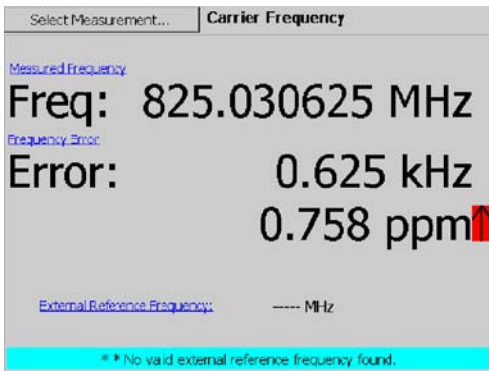 Select Measurement...
Carrier Frequency
Measured Frequency
Freq: 825.030625 MHz
Frequency Error
Error: 0.625 kHz
0.758 ppm↑
External Reference Frequency: ----- MHz
* * No valid external reference frequency found.